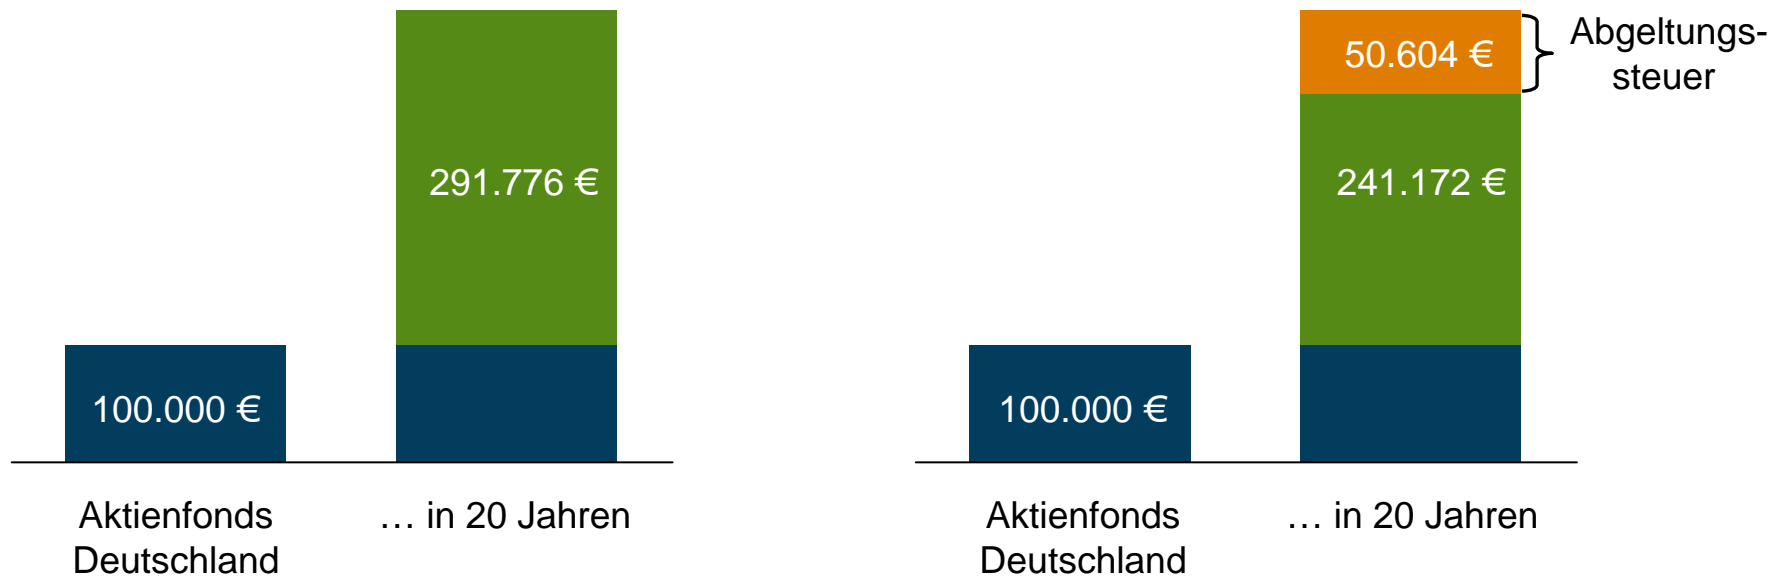 291.776 €
100.000 €
Aktienfonds
Deutschland
… in 20 Jahren
50.604 €
Abgeltungs-
steuer
241.172 €
100.000 €
Aktienfonds
Deutschland
… in 20 Jahren